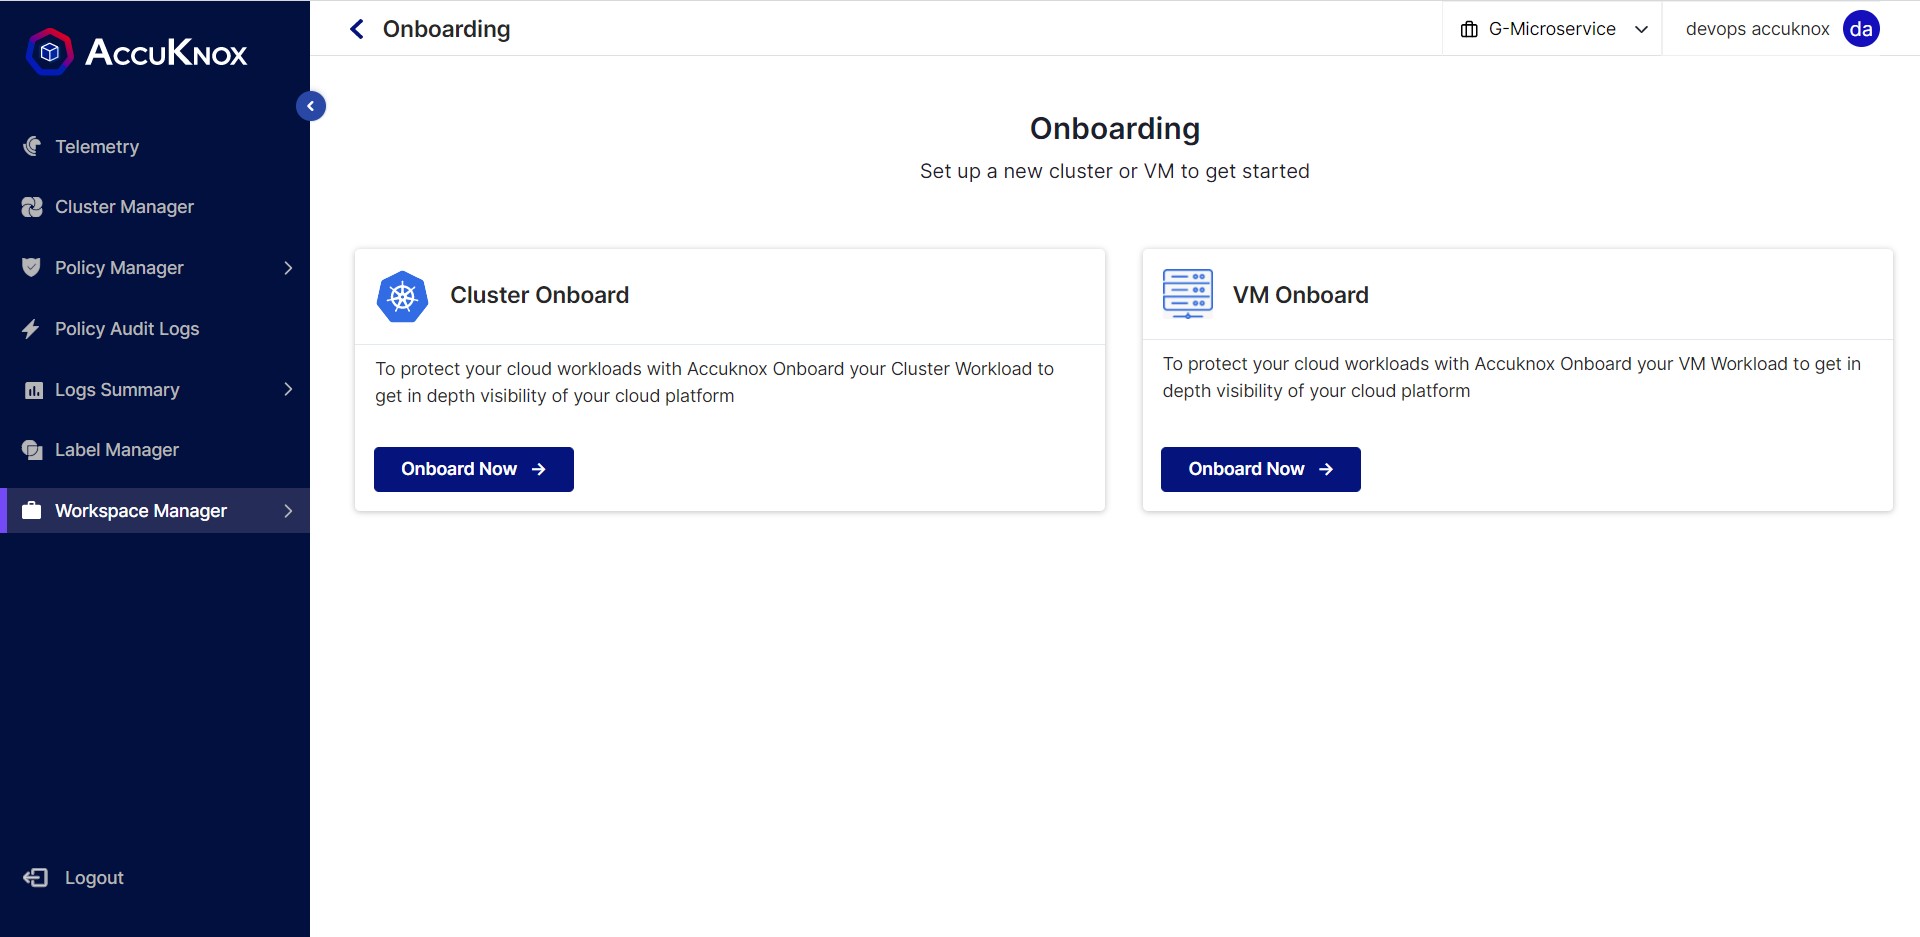 ACCUKNOX
Telemetry
Cluster Manager
Policy Manager
Policy Audit Logs
Logs Summary
Label Manager
Workspace Manager
Logout
Onboarding
G-Microservice
devops accuknox
da
Onboarding
Set up a new cluster or VM to get started
Cluster Onboard
To protect your cloud workloads with Accuknox Onboard your Cluster Workload to
get in depth visibility of your cloud platform
Onboard Now
VM Onboard
To protect your cloud workloads with Accuknox Onboard your VM Workload to get in
depth visibility of your cloud platform
Onboard Now